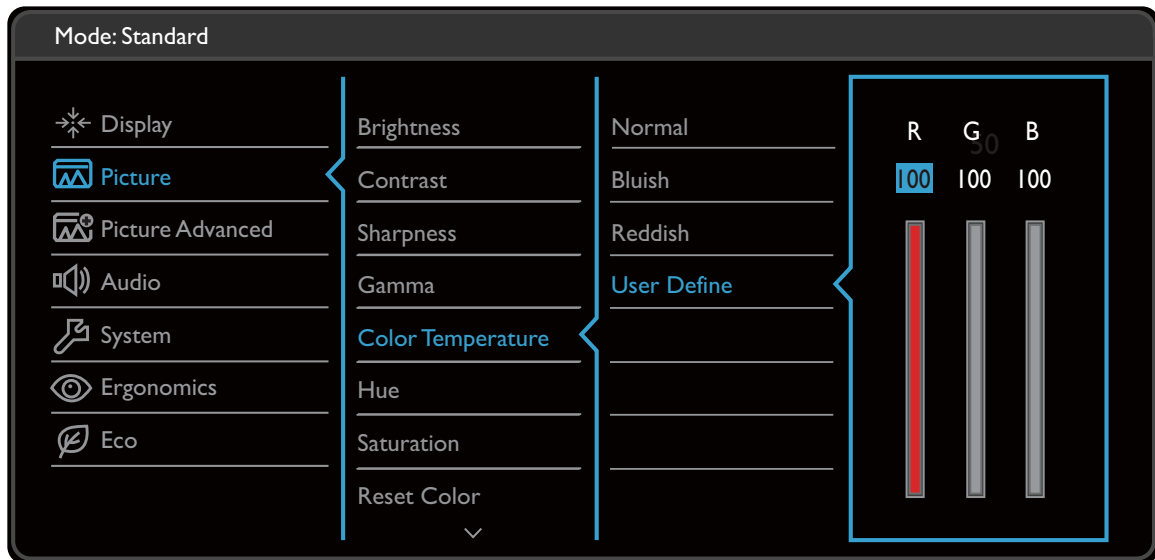 Mode: Standard
Display
Picture
Picture Advanced
Audio
System
Ergonomics
Eco
Brightness
Contrast
Sharpness
Gamma
Color Temperature
Hue
Saturation
Reset Color
Normal
Bluish
Reddish
User Define
R G B
50
100 100 100